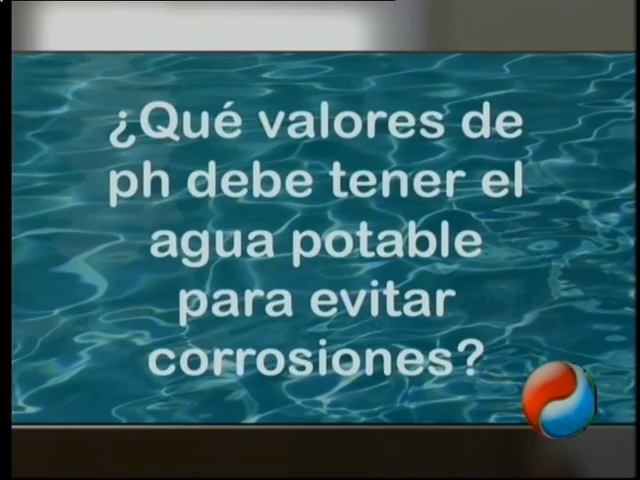 ¿Qué valores de
ph debe tener el
agua potable
para evitar
corrosiones?